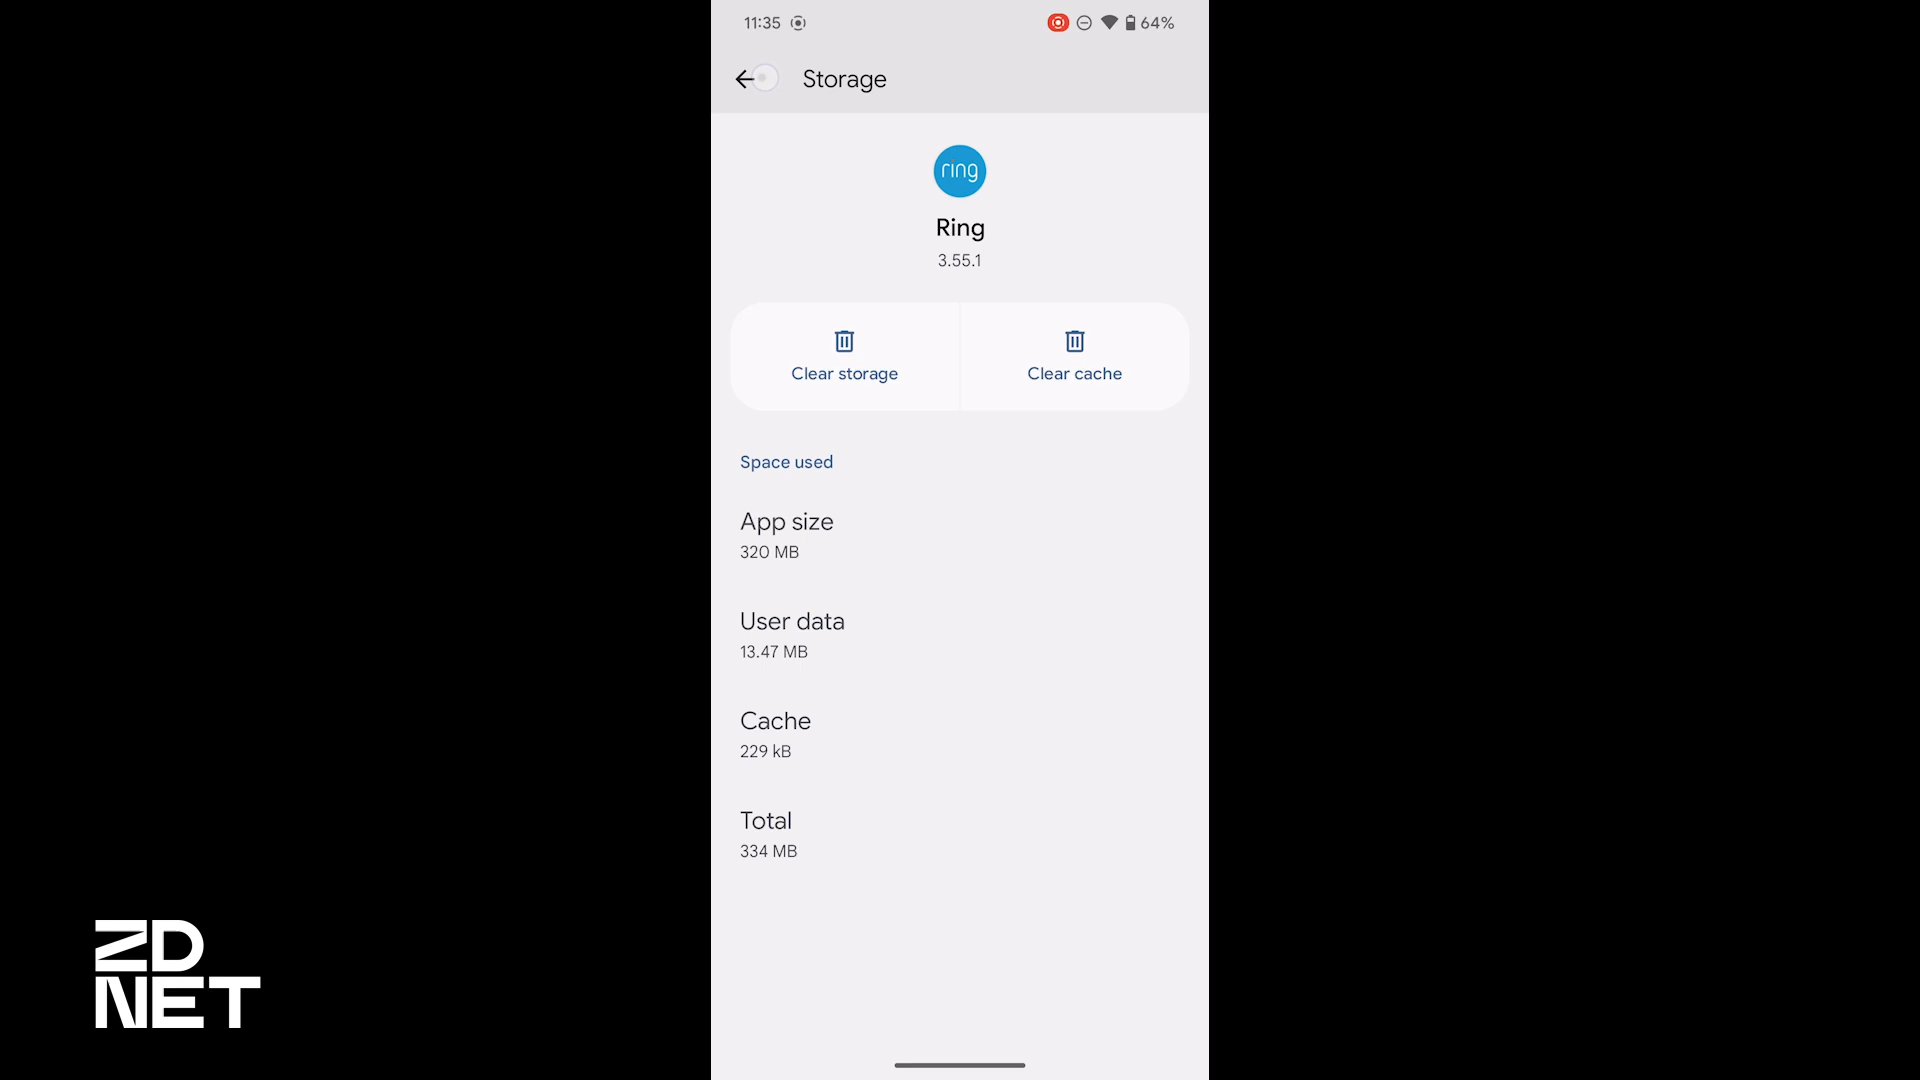 11:35 64%
Storage
ring
Ring
3.55.1
Clear storage Clear cache
Space used
App size
320 MB
User data
13.47 MB
Cache
229 kB
Total
334 MB
ZD
NET